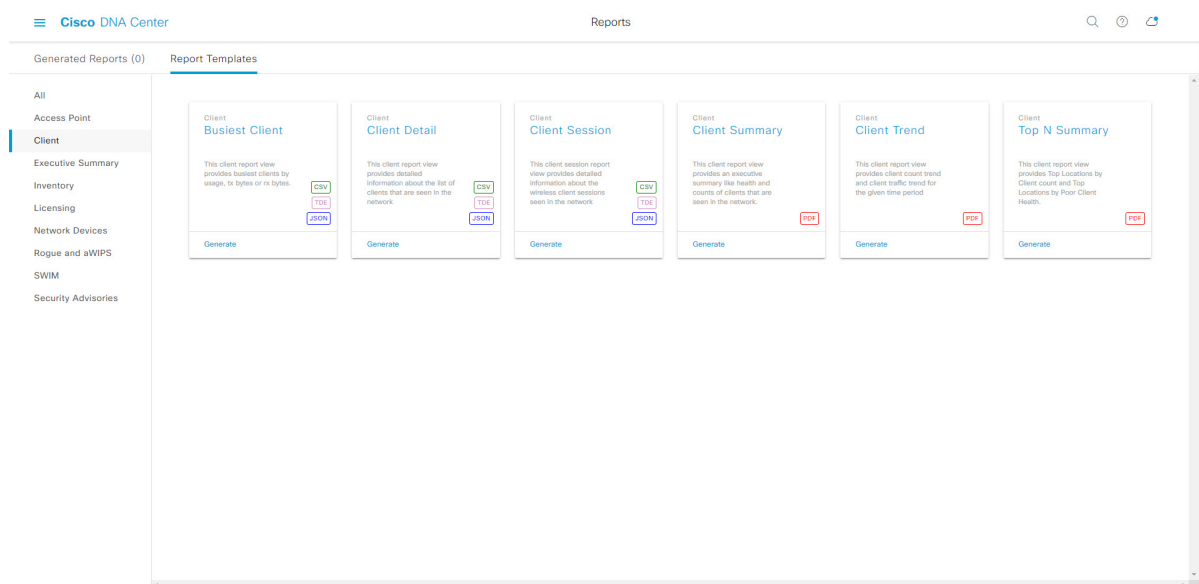 Cisco DNA Center
Reports
Generated Reports (0)
Report Templates
All
Access Point
Client
Executive Summary
Inventory
Licensing
Network Devices
Rogue and aWIPS
SWIM
Security Advisories
Client
Busiest Client
This client report view
provides busiest clients by
usage, tx bytes or rx bytes.
CSV
TDE
JSON
Generate
Client
Client Detail
This client report view
provides detailed
information about the list of
clients that are seen in the
network
CSV
TDE
JSON
Generate
Client
Client Session
This client session report
view provides detailed
information about the
wireless client sessions
seen in the network
CSV
TDE
JSON
Generate
Client
Client Summary
This client report view
provides an executive
summary like health and
counts of clients that are
seen in the network.
PDF
Generate
Client
Client Trend
This client report view
provides client count trend
and client traffic trend for
the given time period
PDF
Generate
Client
Top N Summary
This client report view
provides Top Locations by
Client count and Top
Locations by Poor Client
Health.
PDF
Generate